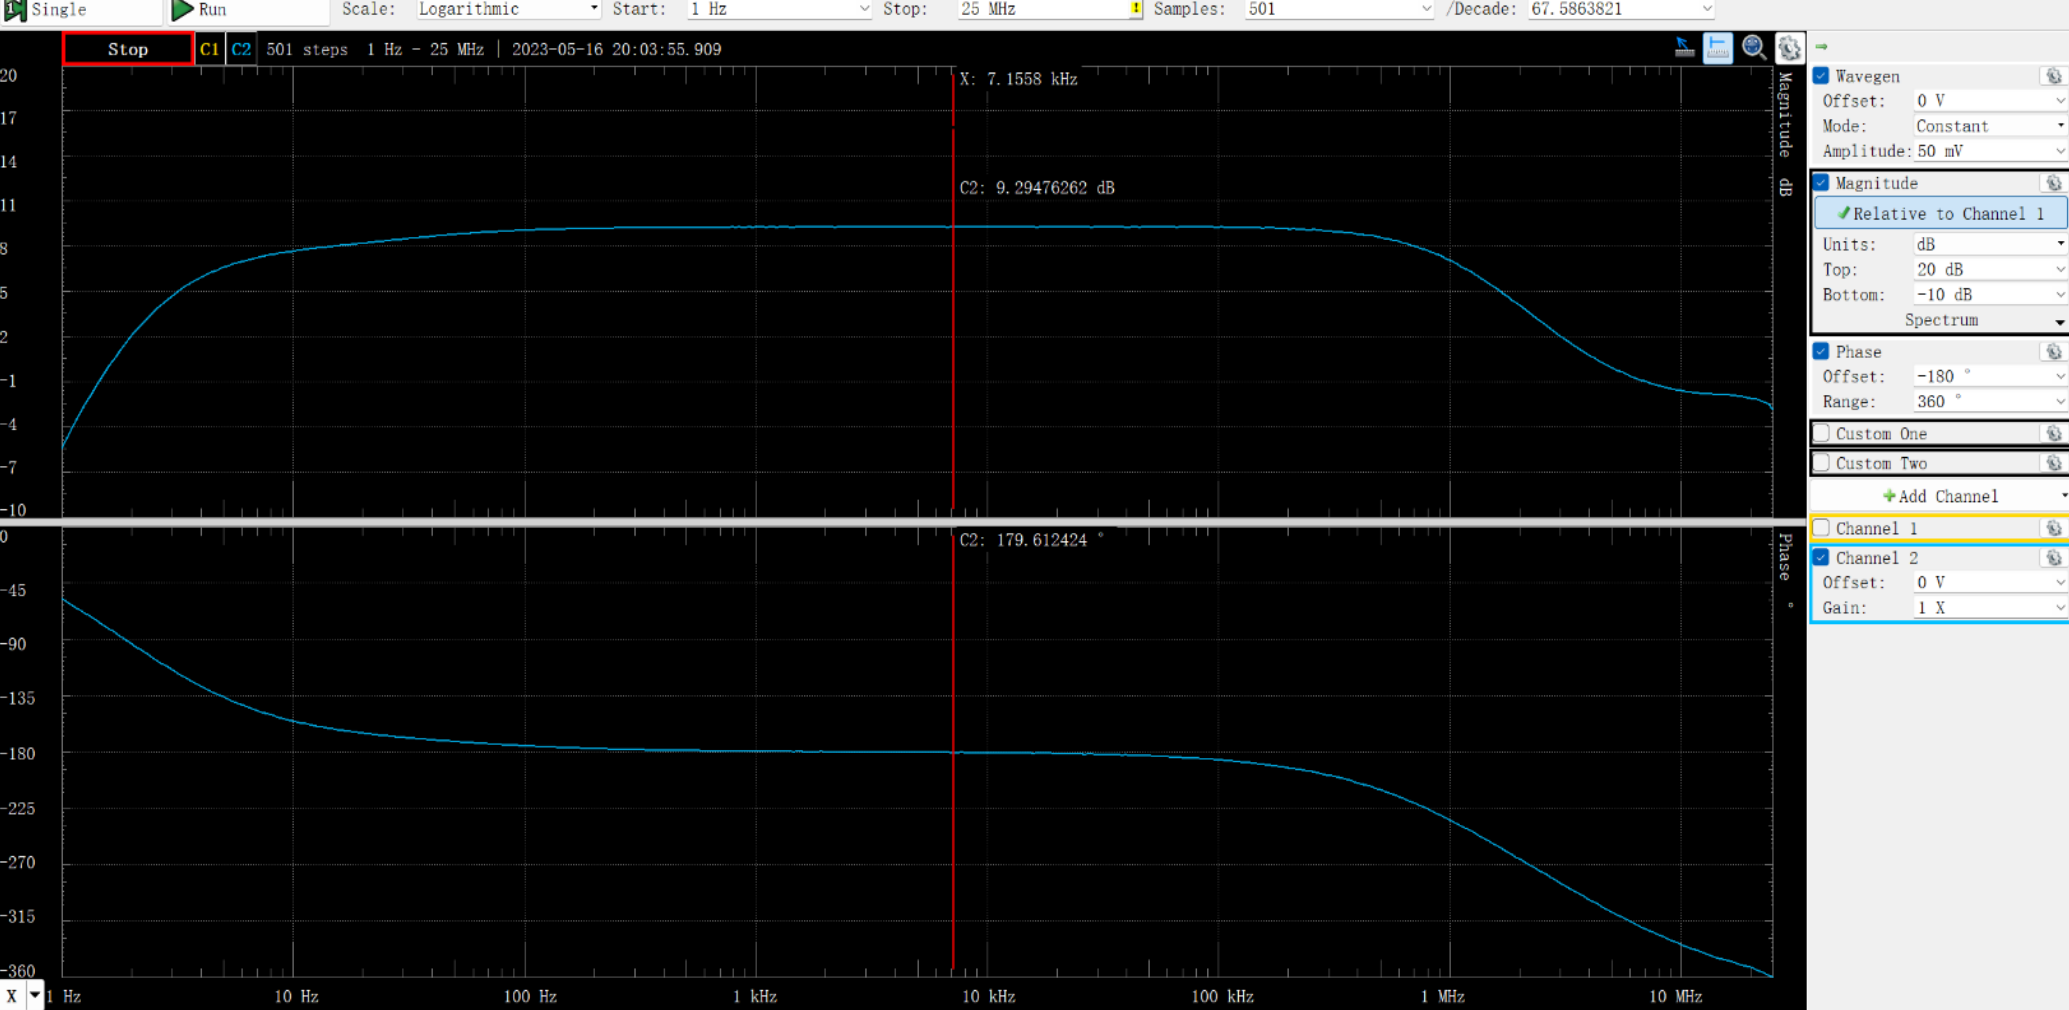 Single Run Scale: Logarithmic Start: 1 Hz Stop: 25 MHz ! Samples: 501 /Decade: 67.5863821
Stop C1 C2 501 steps 1 Hz - 25 MHz | 2023-05-16 20:03:55.909
X: 7.1558 kHz
C2: 9.29476262 dB
Magnitude dB
20
17
14
11
8
5
2
-1
-4
-7
-10
C2: 179.612424 °
Phase °
0
-45
-90
-135
-180
-225
-270
-315
-360
X 1 Hz 10 Hz 100 Hz 1 kHz 10 kHz 100 kHz 1 MHz 10 MHz
Wavegen
Offset: 0 V
Mode: Constant
Amplitude: 50 mV
Magnitude
Relative to Channel 1
Units: dB
Top: 20 dB
Bottom: -10 dB
Spectrum
Phase
Offset: -180 °
Range: 360 °
Custom One
Custom Two
Add Channel
Channel 1
Channel 2
Offset: 0 V
Gain: 1 X